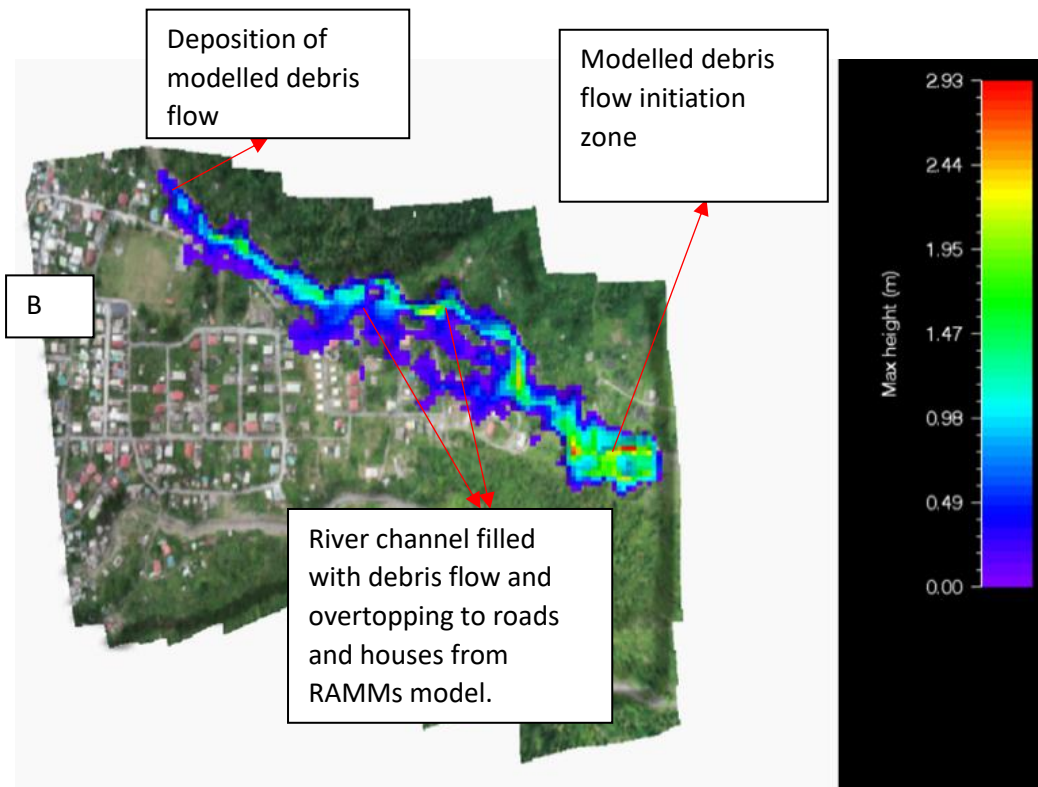 Deposition of
modelled debris
flow
Modelled debris
flow initiation
zone
B
River channel filled
with debris flow and
overtopping to roads
and houses from
RAMMs model.
2.93
2.44
1.95
1.47
0.98
0.49
0.00
Max height (m)